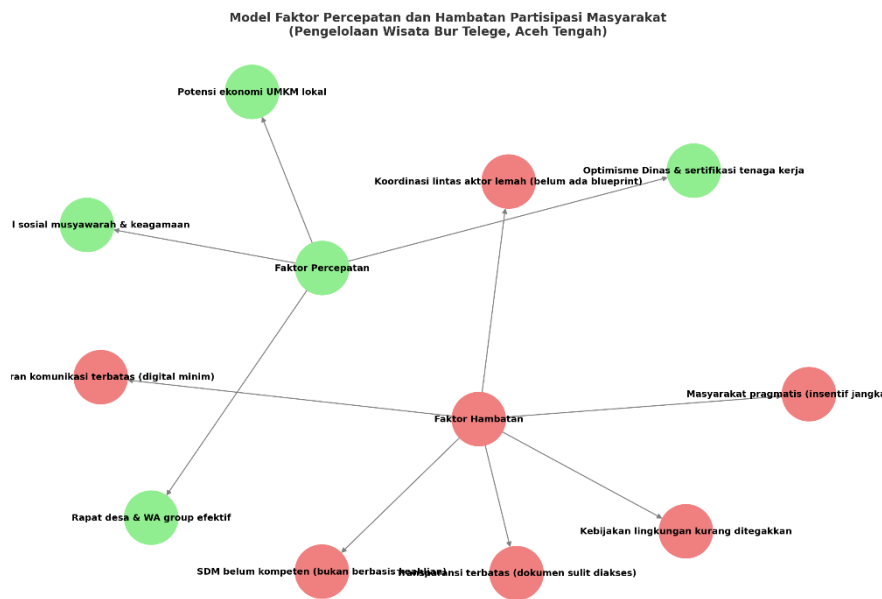 Model Faktor Percepatan dan Hambatan Partisipasi Masyarakat
(Pengelolaan Wisata Bur Telege, Aceh Tengah)
Potensi ekonomi UMKM lokal
Optimisme Dinas & sertifikasi tenaga kerja
Koordinasi lintas aktor lemah (belum ada blueprint)
sosial musyawarah & keagamaan
Faktor Percepatan
komunikasi terbatas (digital minim)
Masyarakat pragmatis (insentif
Faktor Hambatan
Rapat desa & WA group efektif
Kebijakan lingkungan kurang ditegakkan
SDM belum kompeten (bukan berbasis
Transparansi terbatas (dokumen sulit diakses)